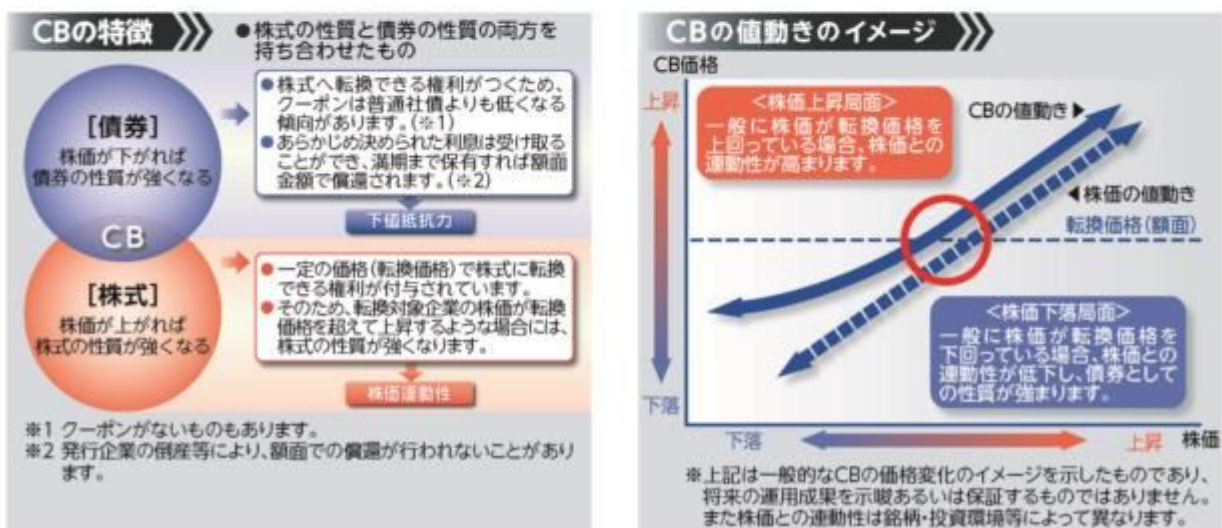 CBの特徴
●株式の性質と債券の性質の両方を
持ち合わせたもの
[債券]
株価が下がれば
債券の性質が強くなる
CB
[株式]
株価が上がれば
株式の性質が強くなる
●株式へ転換できる権利がつくため、
クーポンは普通社債よりも低くなる
傾向があります。(※1)
●あらかじめ決められた利息は受け取る
ことができ、満期まで保有すれば額面
金額で償還されます。(※2)
下値抵抗力
●一定の価格(転換価格)で株式に転換
できる権利が付与されています。
●そのため、転換対象企業の株価が転換
価格を超えて上昇するような場合には、
株式の性質が強くなります。
株価連動性
※1 クーポンがないものもあります。
※2 発行企業の倒産等により、額面での償還が行われないことがあり
ます。
CBの値動きのイメージ
CB価格
上昇
<株価上昇局面>
一般に株価が転換価格を
上回っている場合、株価との
連動性が高まります。
CBの値動き▶
◀株価の値動き
転換価格(額面)
<株価下落局面>
一般に株価が転換価格を
下回っている場合、株価との
連動性が低下し、債券として
の性質が強まります。
下落
下落
上昇
株価
※上記は一般的なCBの価格変化のイメージを示したものであり、
将来の運用成果を示唆あるいは保証するものではありません。
また株価との連動性は銘柄・投資環境等によって異なります。